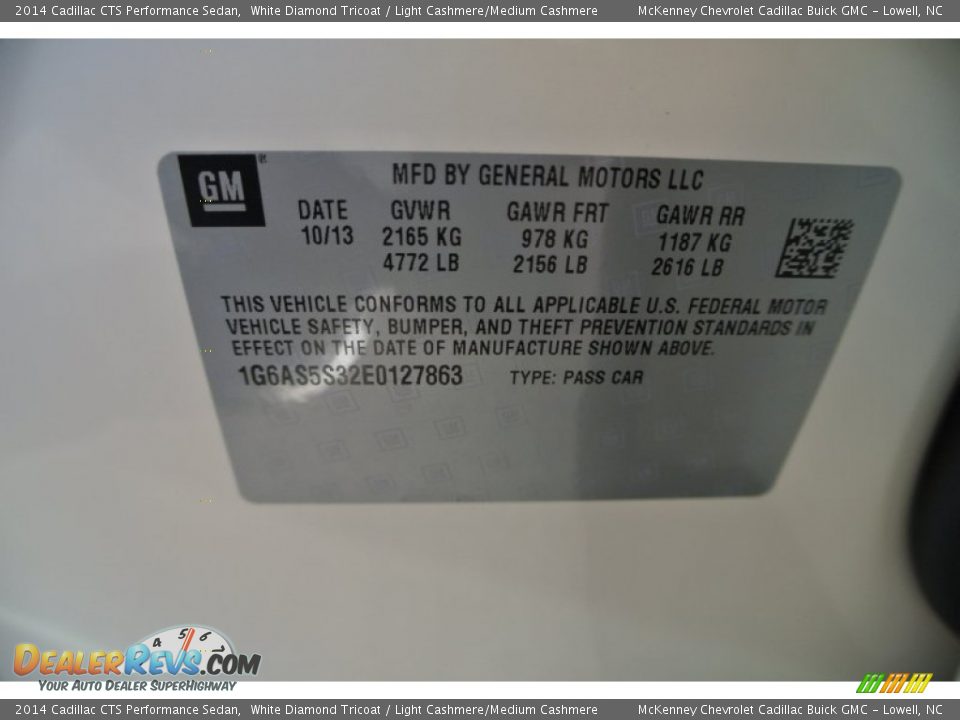 2014 Cadillac CTS Performance Sedan, White Diamond Tricoat / Light Cashmere/Medium Cashmere McKenney Chevrolet Cadillac Buick GMC - Lowell, NC
GM
MFD BY GENERAL MOTORS LLC
DATE GVWR GAWR FRT GAWR RR
10/13 2165 KG 978 KG 1187 KG
4772 LB 2156 LB 2616 LB
THIS VEHICLE CONFORMS TO ALL APPLICABLE U.S. FEDERAL MOTOR
VEHICLE SAFETY, BUMPER, AND THEFT PREVENTION STANDARDS IN
EFFECT ON THE DATE OF MANUFACTURE SHOWN ABOVE.
1G6AS5S32E0127863 TYPE: PASS CAR
4 5 6 7
DEALERREVS.COM
YOUR AUTO DEALER SUPERHIGHWAY
2014 Cadillac CTS Performance Sedan, White Diamond Tricoat / Light Cashmere/Medium Cashmere McKenney Chevrolet Cadillac Buick GMC - Lowell, NC